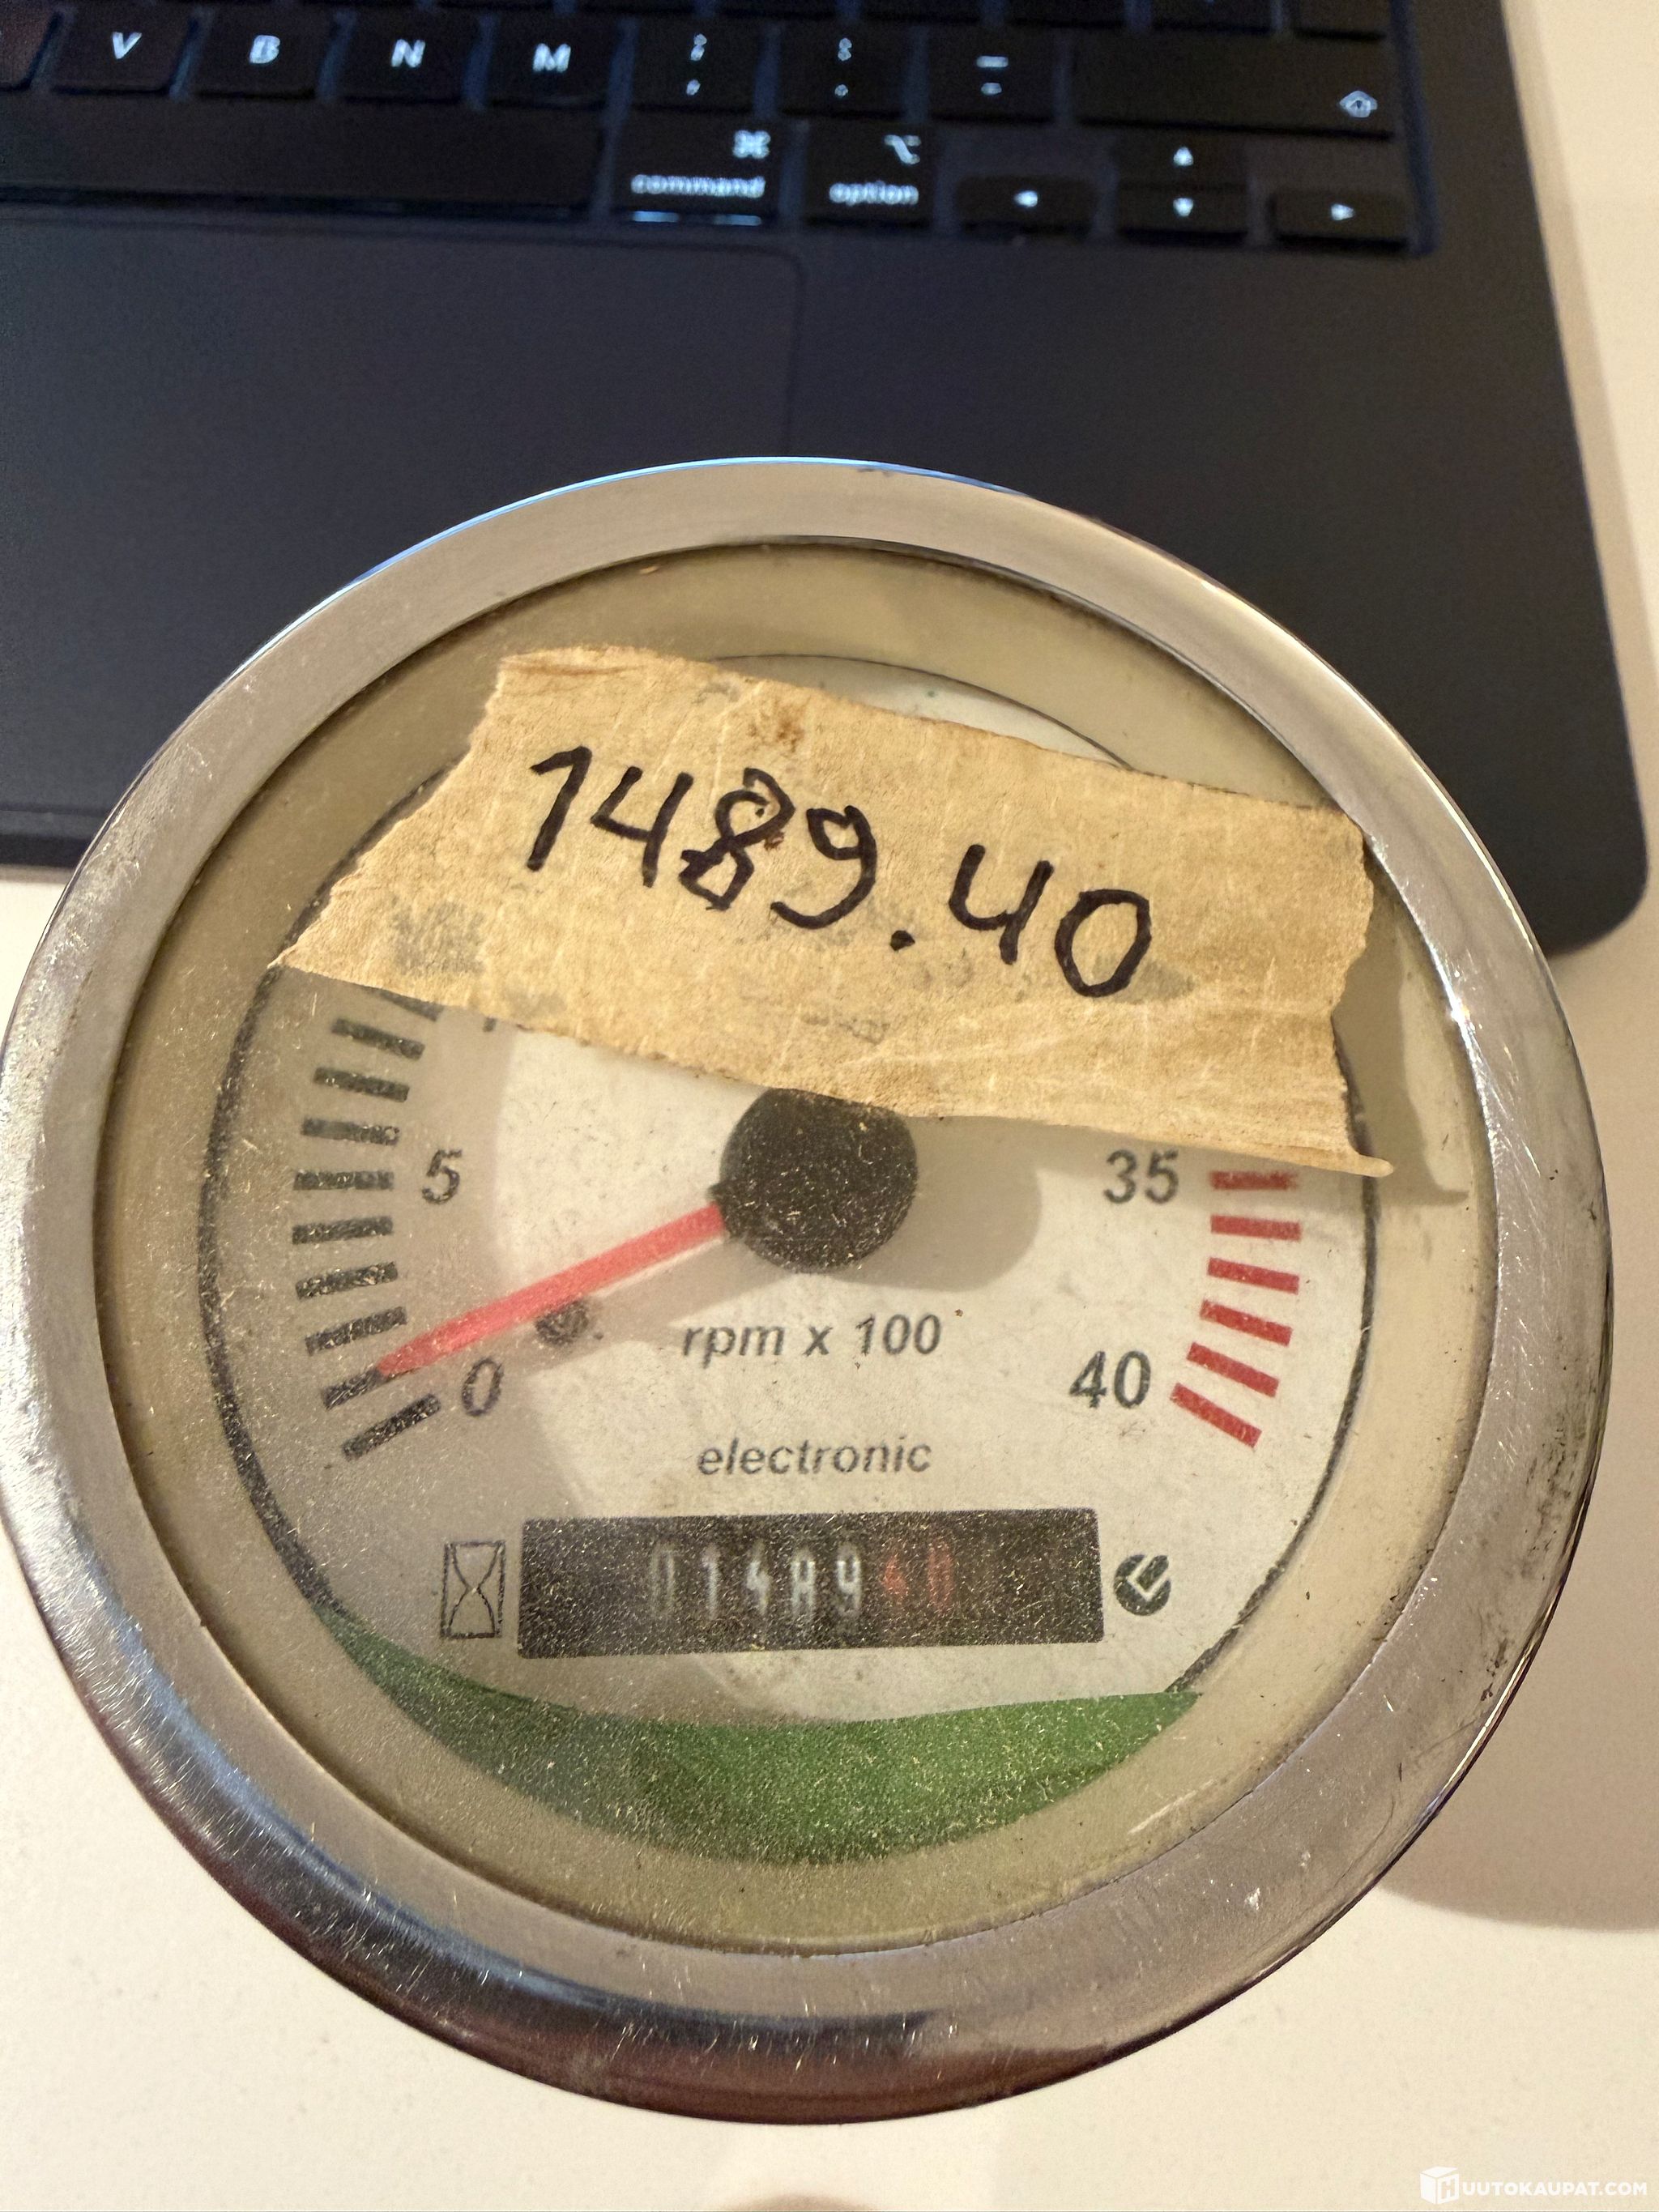 V B N M
command option
1489.40
5
35
0
rpm x 100
40
electronic
0148940
HUUTOKAUPAT.COM